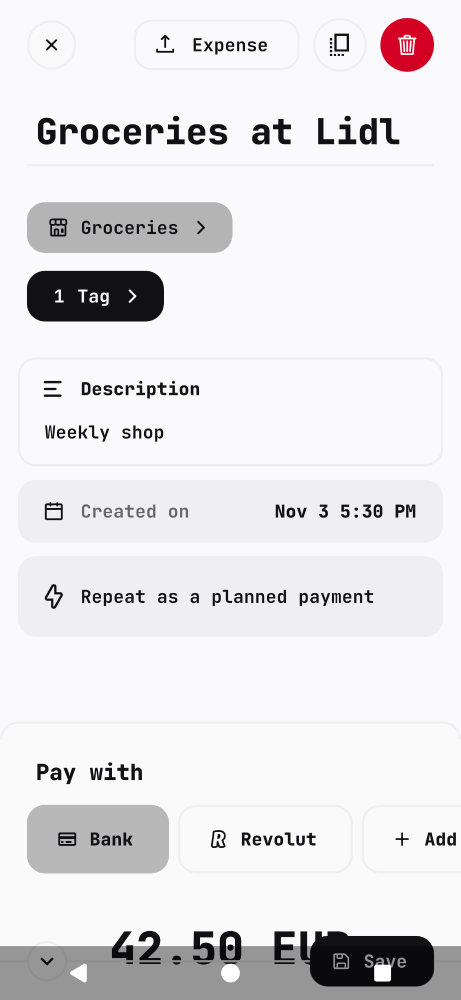 Expense
Groceries at Lidl
Groceries
1 Tag
Description
Weekly shop
Created on Nov 3 5:30 PM
Repeat as a planned payment
Pay with
Bank Revolut Add
42.50 EUR
Save